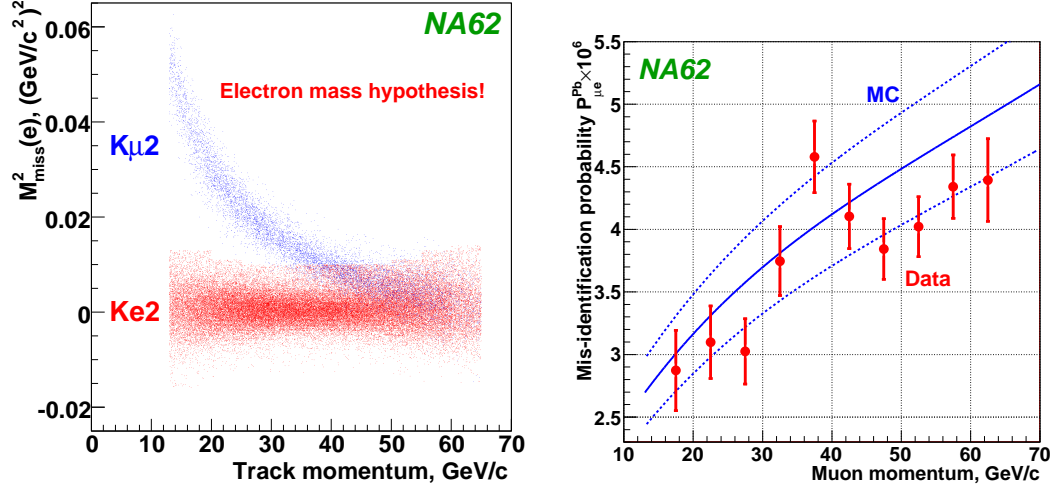 NA62
Electron mass hypothesis!
Kμ2
Ke2
M²miss(e), (GeV/c²)²
0.06
0.04
0.02
0
-0.02
0 10 20 30 40 50 60 70
Track momentum, GeV/c
NA62
MC
Data
Mis-identification probability P^Pb_μe×10⁶
5.5
5
4.5
4
3.5
3
2.5
10 20 30 40 50 60 70
Muon momentum, GeV/c